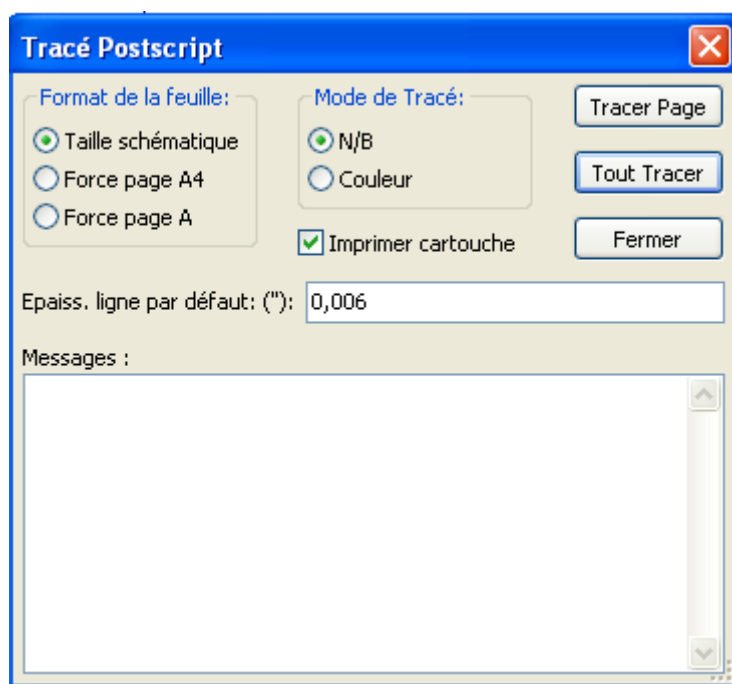 Tracé Postscript
Format de la feuille:
Taille schématique
Force page A4
Force page A
Mode de Tracé:
N/B
Couleur
Imprimer cartouche
Tracer Page
Tout Tracer
Fermer
Epaiss. ligne par défaut: ("): 0,006
Messages :